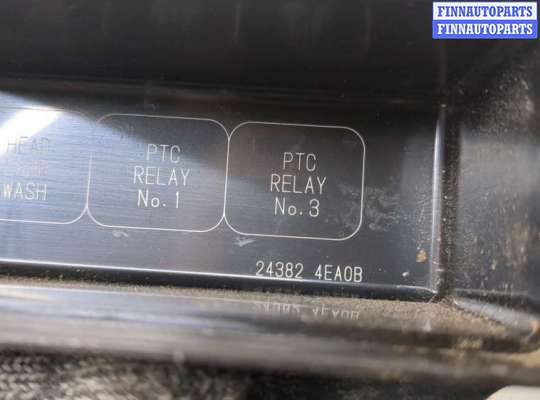 FINNAUTOPARTS
FINNAUTOPARTS
HEAD
WASH
PTC
RELAY
No. 1
PTC
RELAY
No. 3
24382 4EA0B